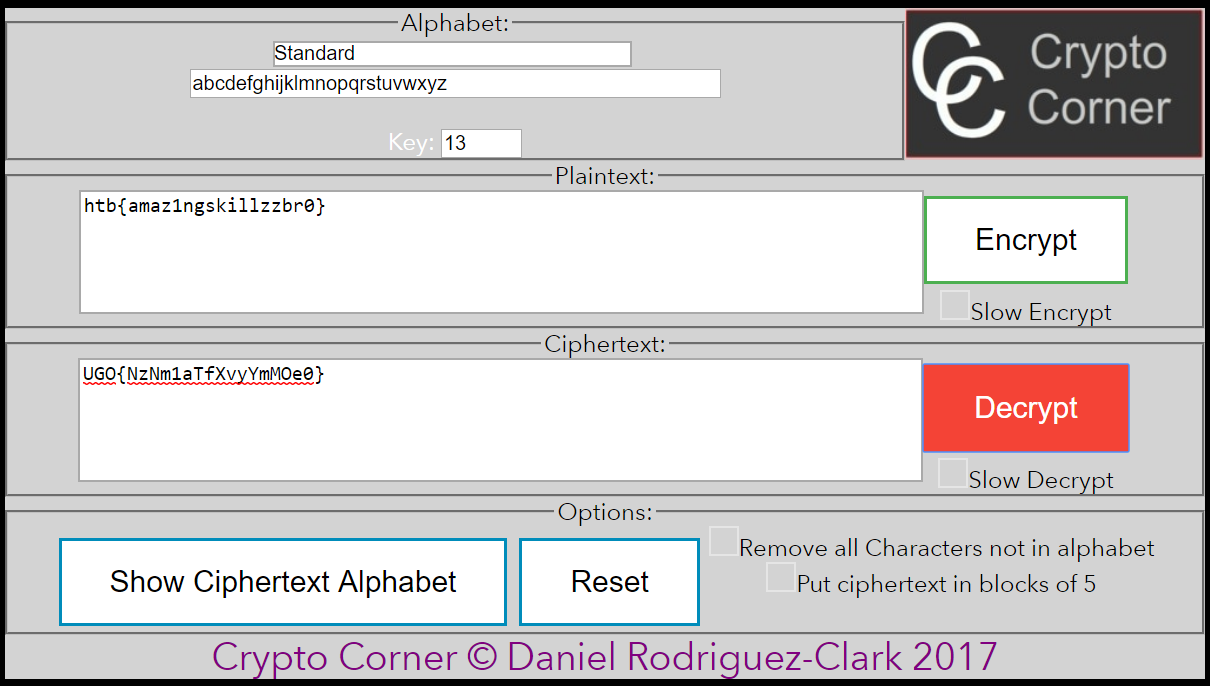 Alphabet:
Standard
abcdefghijklmnopqrstuvwxyz
Key: 13
Crypto
Corner
Plaintext:
htb{amaz1ngskillzzbr0}
Encrypt
Slow Encrypt
Ciphertext:
UGO{NzNm1aTfXvyYmMOe0}
Decrypt
Slow Decrypt
Options:
Show Ciphertext Alphabet
Reset
Remove all Characters not in alphabet
Put ciphertext in blocks of 5
Crypto Corner © Daniel Rodriguez-Clark 2017